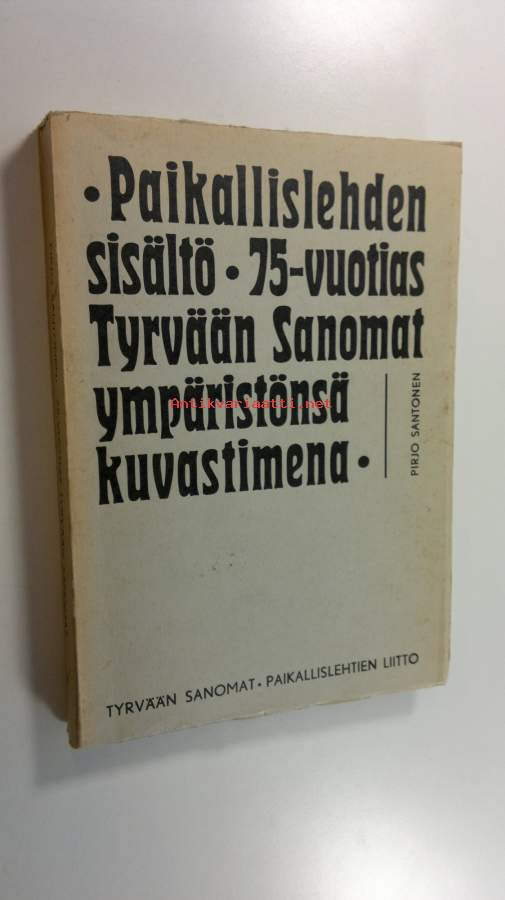 • Paikallislehden
sisältö • 75-vuotias
Tyrvään Sanomat
ympäristönsä
kuvastimena •
PIRJO SANTONEN
Antikvariaatti.net
TYRVÄÄN SANOMAT • PAIKALLISLEHTIEN LIITTO